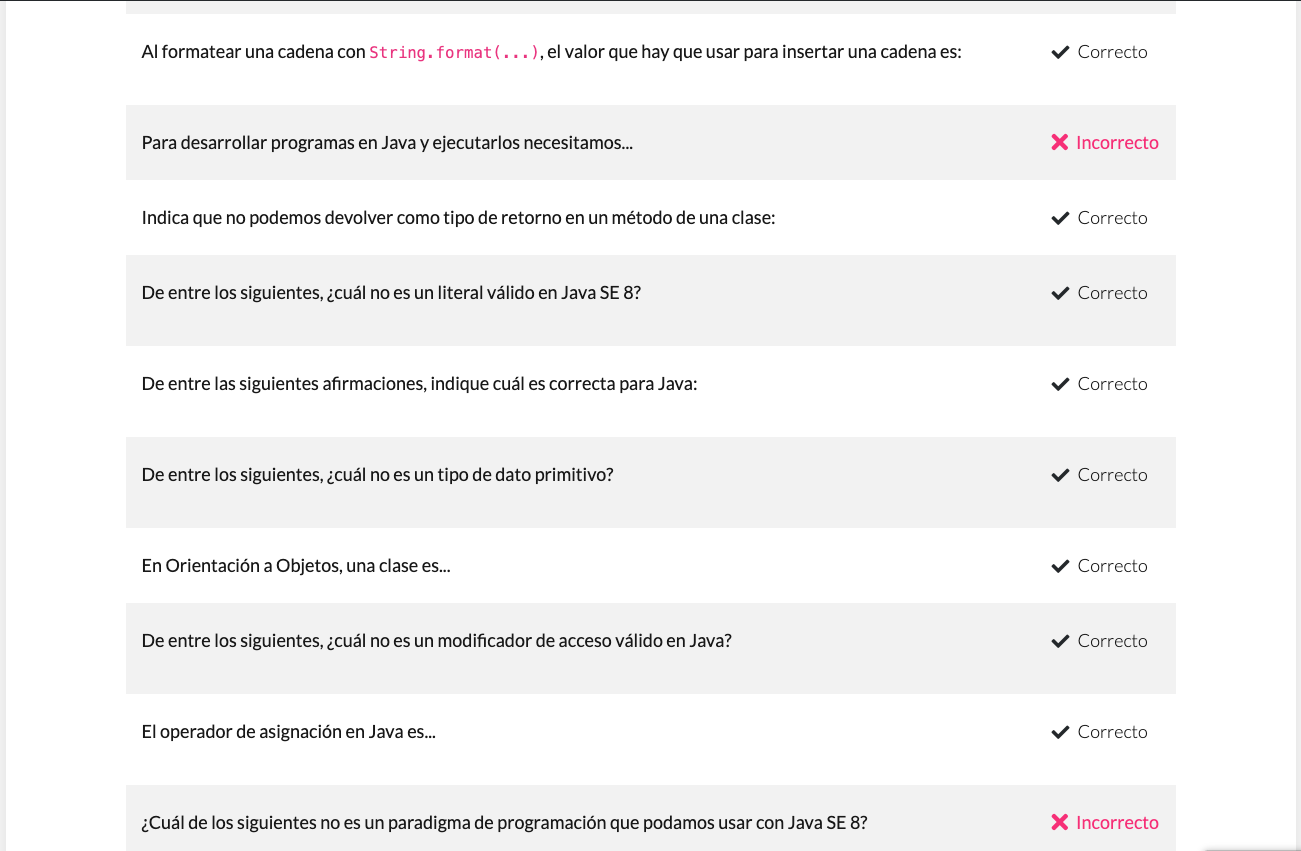 Al formatear una cadena con String.format(...), el valor que hay que usar para insertar una cadena es: Correcto
Para desarrollar programas en Java y ejecutarlos necesitamos... Incorrecto
Indica que no podemos devolver como tipo de retorno en un método de una clase: Correcto
De entre los siguientes, ¿cuál no es un literal válido en Java SE 8? Correcto
De entre las siguientes afirmaciones, indique cuál es correcta para Java: Correcto
De entre los siguientes, ¿cuál no es un tipo de dato primitivo? Correcto
En Orientación a Objetos, una clase es... Correcto
De entre los siguientes, ¿cuál no es un modificador de acceso válido en Java? Correcto
El operador de asignación en Java es... Correcto
¿Cuál de los siguientes no es un paradigma de programación que podamos usar con Java SE 8? Incorrecto